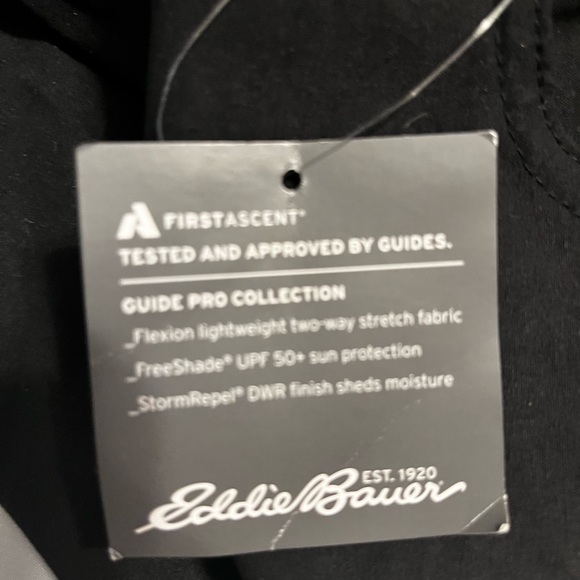 FIRSTASCENT®
TESTED AND APPROVED BY GUIDES.
GUIDE PRO COLLECTION
_Flexion lightweight two-way stretch fabric
_FreeShade® UPF 50+ sun protection
_StormRepel® DWR finish sheds moisture
EST. 1920
Eddie Bauer®